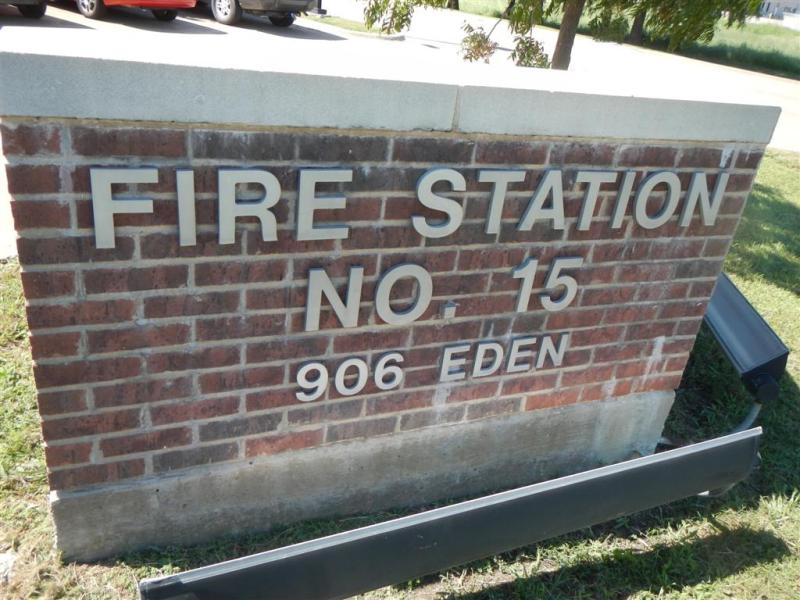 FIRE STATION
NO. 15
906 EDEN